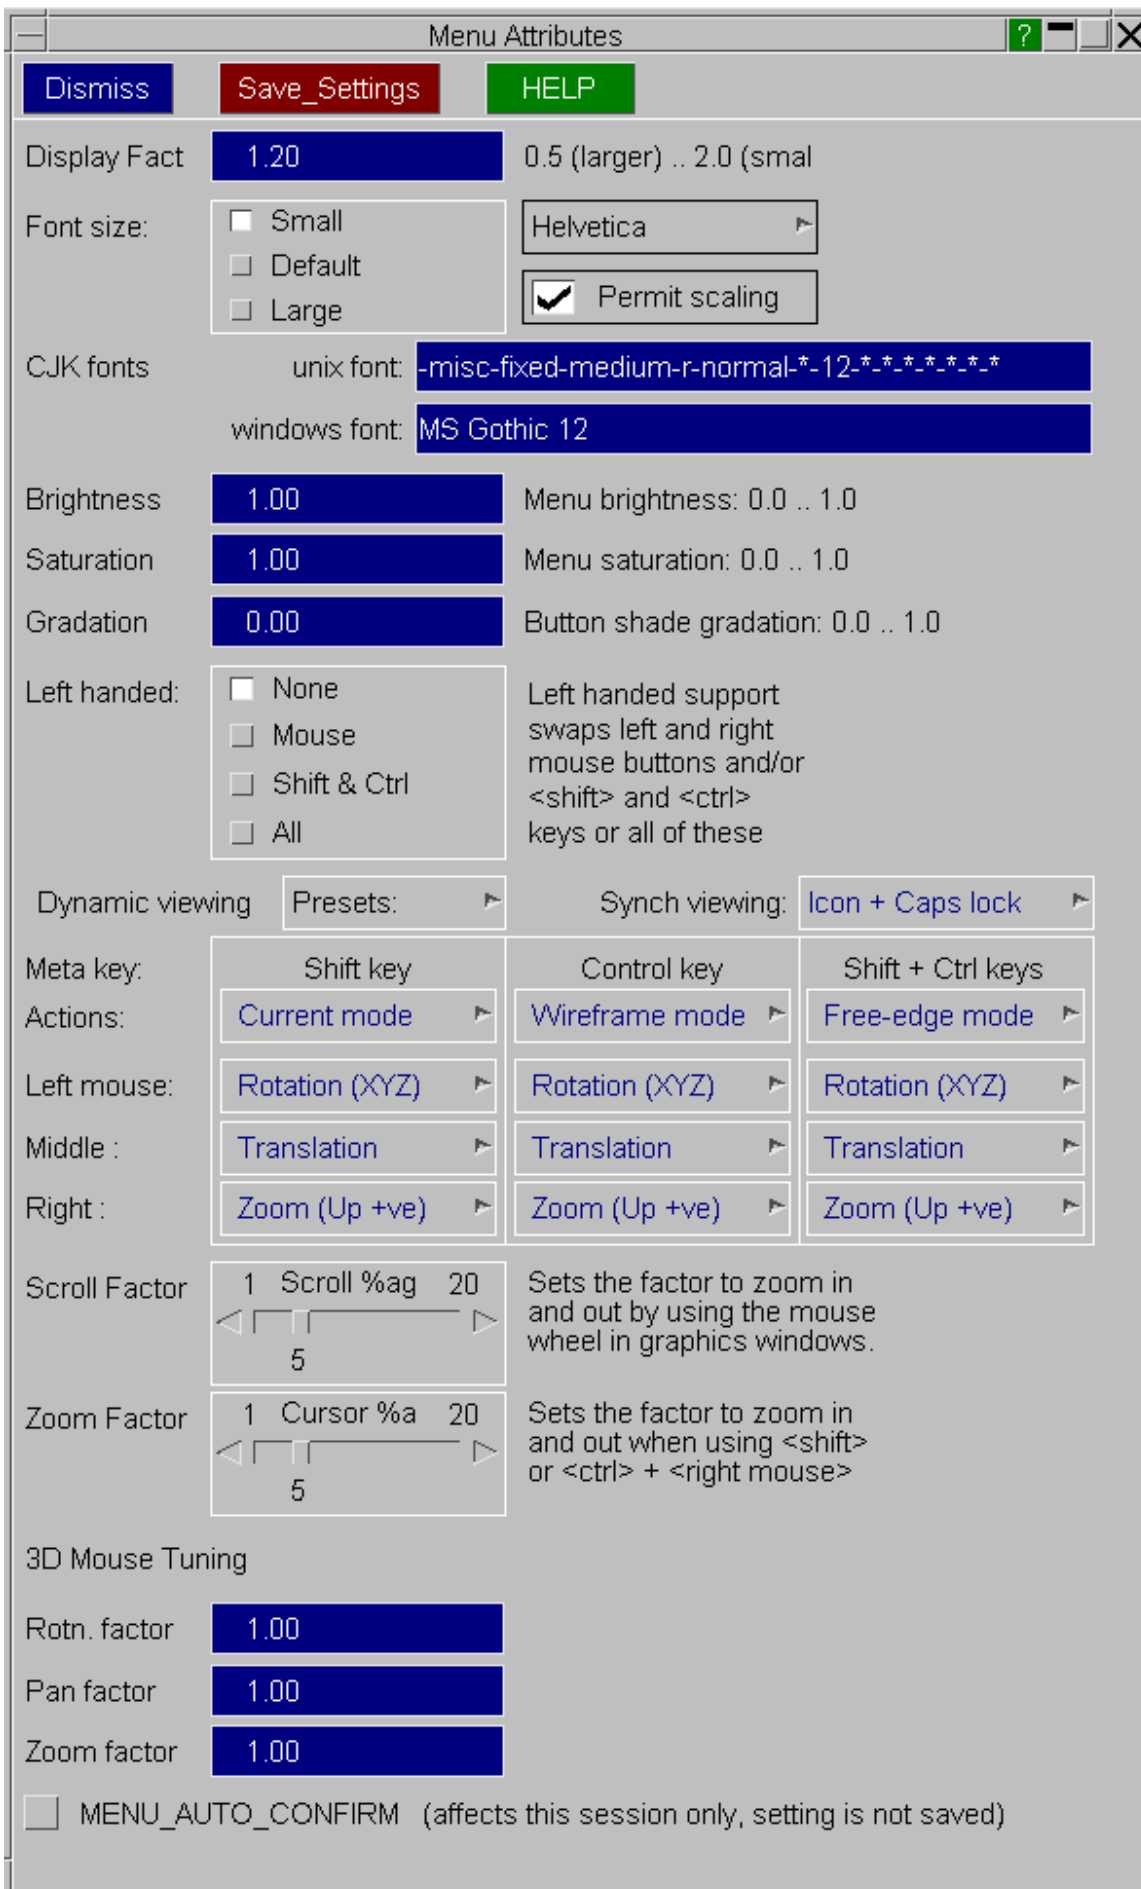 Menu Attributes ?
Dismiss Save_Settings HELP
Display Fact 1.20 0.5 (larger) .. 2.0 (smal
Font size: Small Helvetica
Default
Large Permit scaling
CJK fonts unix font: -misc-fixed-medium-r-normal-*-12-*-*-*-*-*-*
windows font: MS Gothic 12
Brightness 1.00 Menu brightness: 0.0 .. 1.0
Saturation 1.00 Menu saturation: 0.0 .. 1.0
Gradation 0.00 Button shade gradation: 0.0 .. 1.0
Left handed: None Left handed support
Mouse swaps left and right
mouse buttons and/or
Shift & Ctrl <shift> and <ctrl>
All keys or all of these
Dynamic viewing Presets: Synch viewing: Icon + Caps lock
Meta key: Shift key Control key Shift + Ctrl keys
Actions: Current mode Wireframe mode Free-edge mode
Left mouse: Rotation (XYZ) Rotation (XYZ) Rotation (XYZ)
Middle : Translation Translation Translation
Right : Zoom (Up +ve) Zoom (Up +ve) Zoom (Up +ve)
Scroll Factor 1 Scroll %ag 20 Sets the factor to zoom in
and out by using the mouse
wheel in graphics windows.
5
Zoom Factor 1 Cursor %a 20 Sets the factor to zoom in
and out when using <shift>
or <ctrl> + <right mouse>
5
3D Mouse Tuning
Rotn. factor 1.00
Pan factor 1.00
Zoom factor 1.00
MENU_AUTO_CONFIRM (affects this session only, setting is not saved)